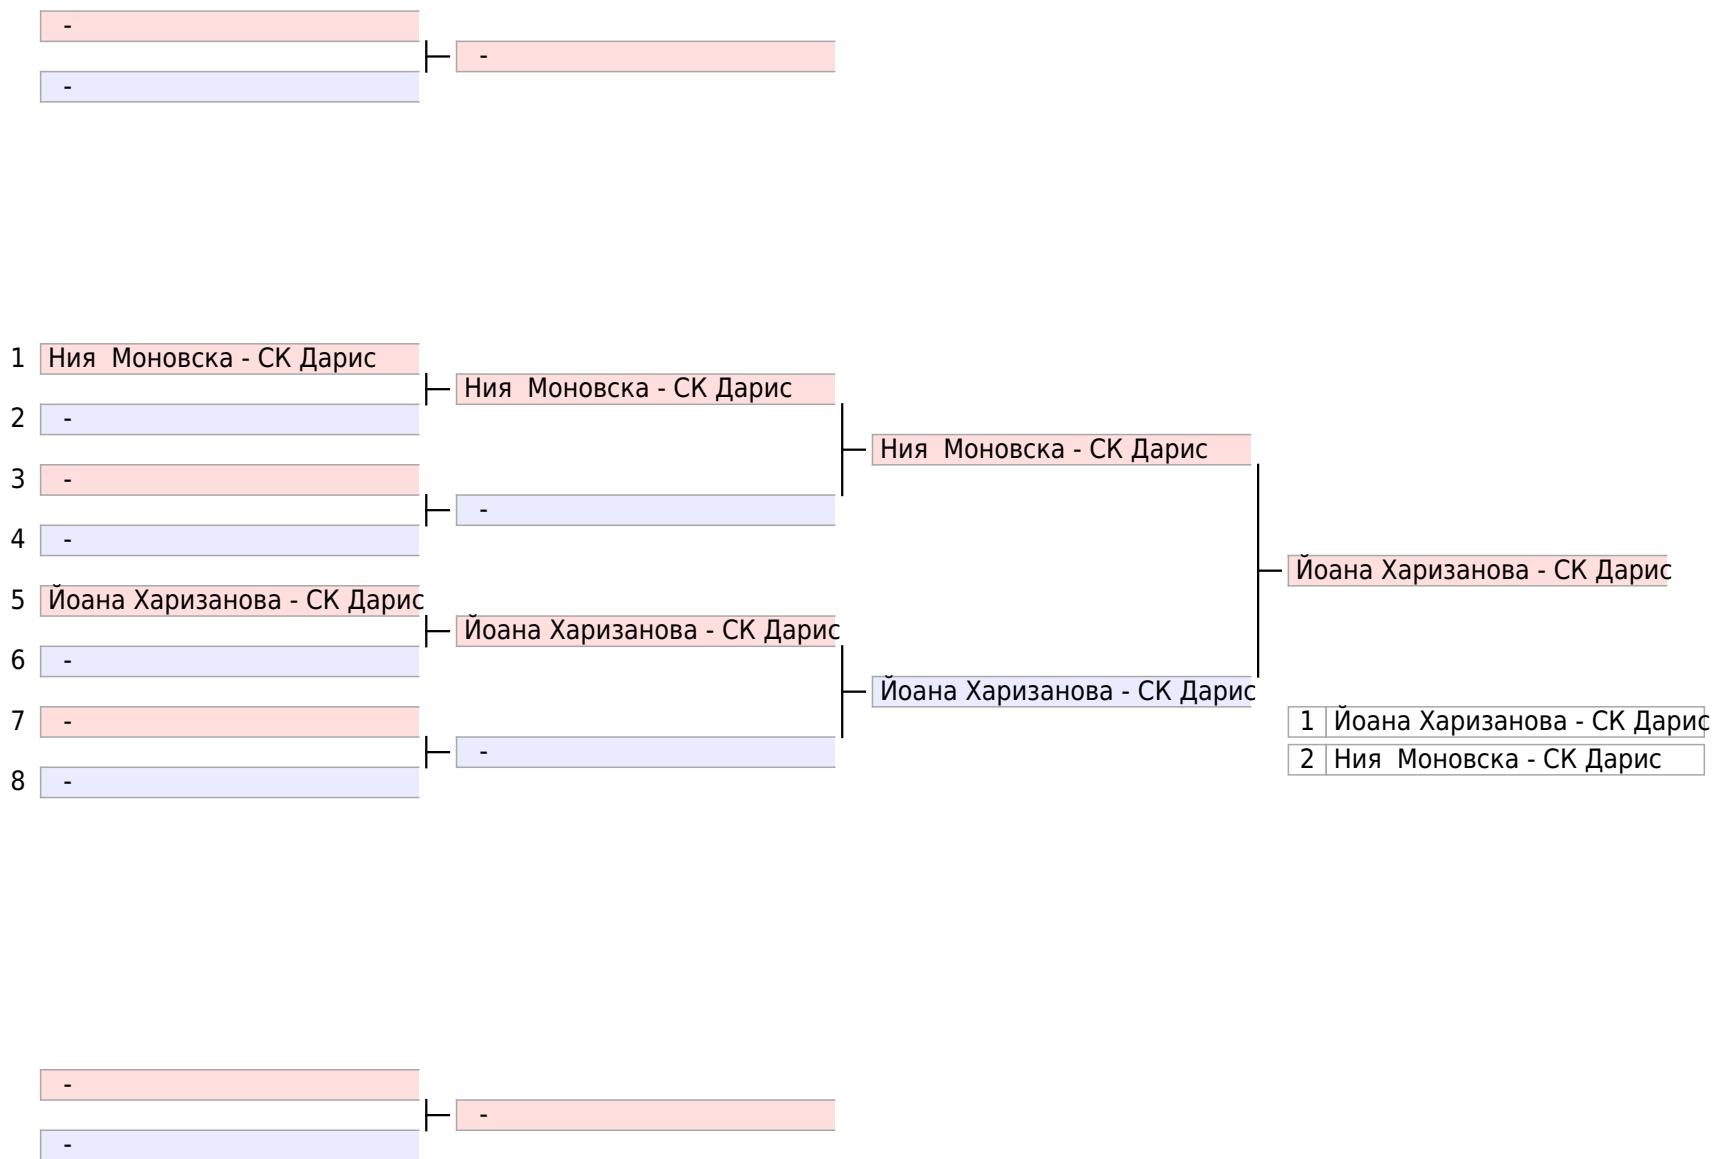 -
-
-
1 Ния  Моновска - СК Дарис
Ния  Моновска - СК Дарис
2 -
Ния  Моновска - СК Дарис
3 -
-
4 -
Йоана Харизанова - СК Дарис
5 Йоана Харизанова - СК Дарис
Йоана Харизанова - СК Дарис
6 -
Йоана Харизанова - СК Дарис
7 -
1 Йоана Харизанова - СК Дарис
-
2 Ния  Моновска - СК Дарис
8 -
-
-
-